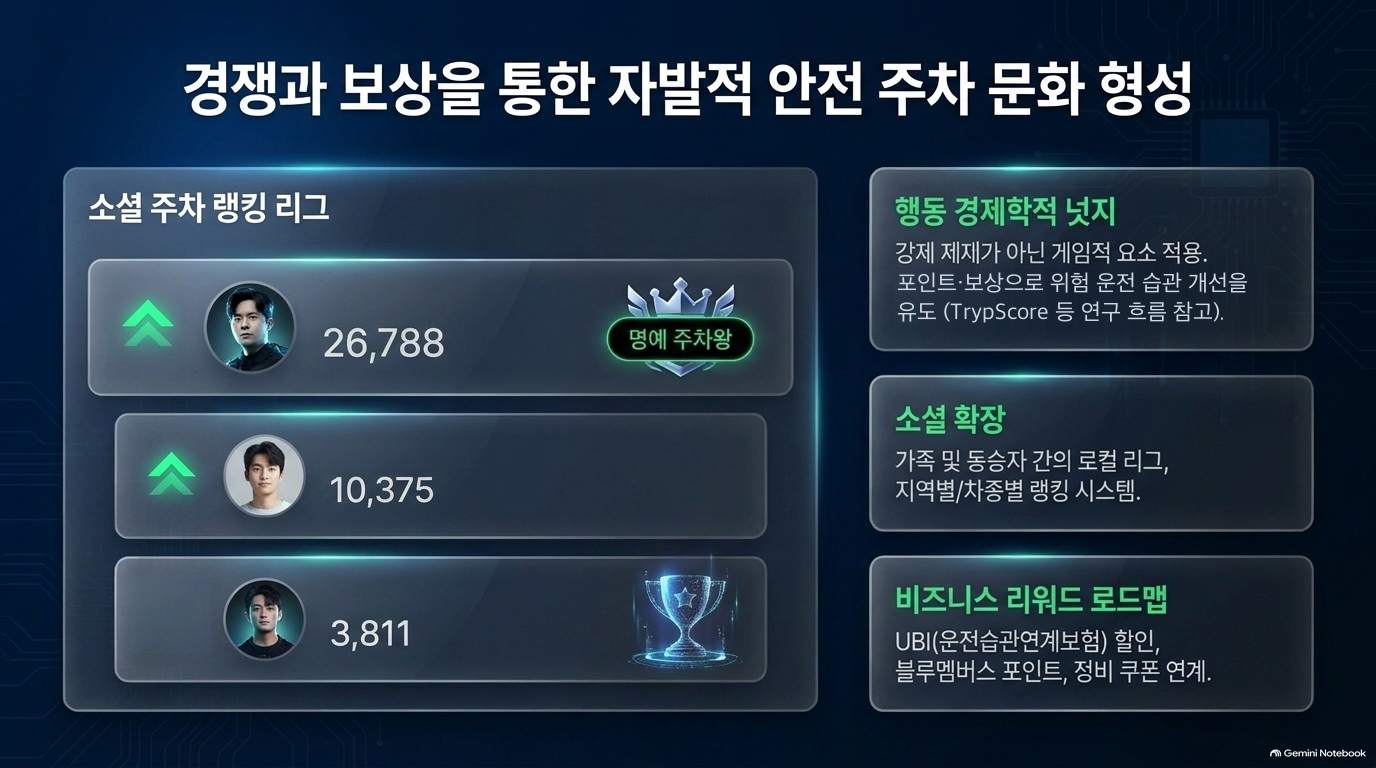 경쟁과 보상을 통한 자발적 안전 주차 문화 형성
소셜 주차 랭킹 리그
26,788
명예 주차왕
10,375
3,811
행동 경제학적 넛지
강제 제재가 아닌 게임적 요소 적용.
포인트·보상으로 위험 운전 습관 개선을
유도 (TrypScore 등 연구 흐름 참고).
소셜 확장
가족 및 동승자 간의 로컬 리그,
지역별/차종별 랭킹 시스템.
비즈니스 리워드 로드맵
UBI(운전습관연계보험) 할인,
블루멤버스 포인트, 정비 쿠폰 연계.
Gemini Notebook